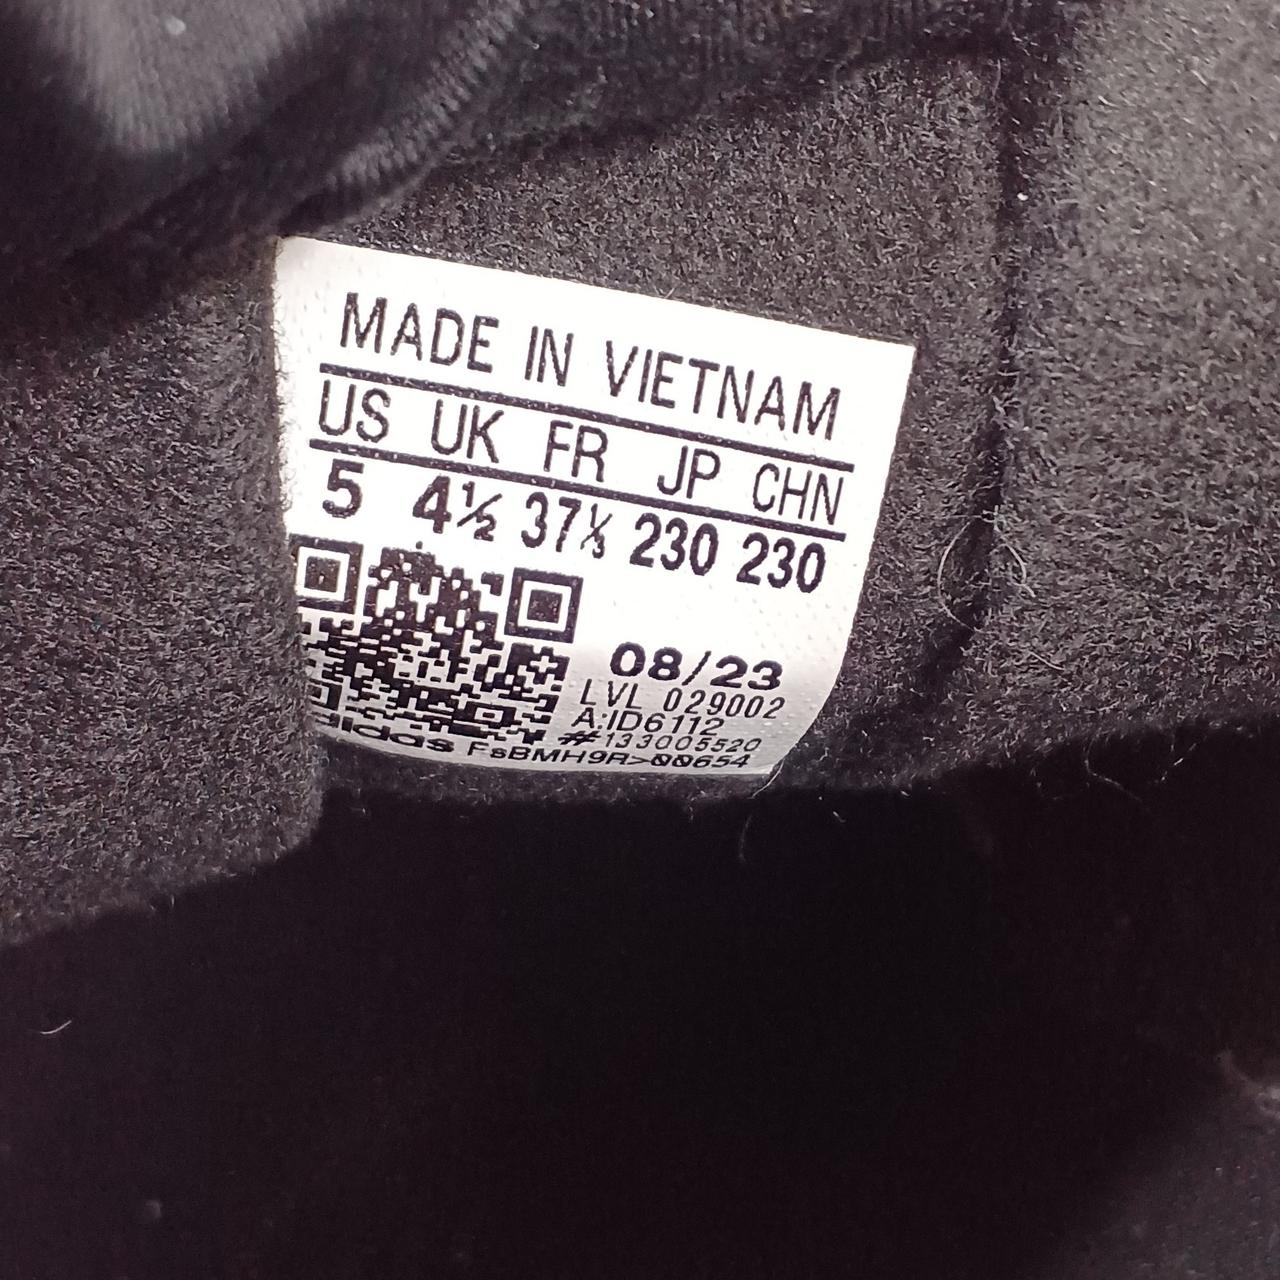 MADE IN VIETNAM
US UK FR JP CHN
5 4½ 37⅓ 230 230
08/23
LVL 029002
A:ID6112
#133005520
adidas FsBMH9R>00654